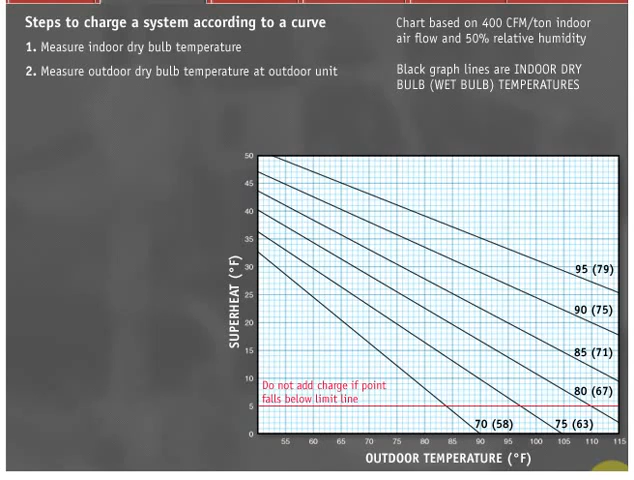 Steps to charge a system according to a curve
1. Measure indoor dry bulb temperature
2. Measure outdoor dry bulb temperature at outdoor unit
Chart based on 400 CFM/ton indoor
air flow and 50% relative humidity
Black graph lines are INDOOR DRY
BULB (WET BULB) TEMPERATURES
SUPERHEAT (°F)
50
45
40
35
30
25
20
15
10
5
0
95 (79)
90 (75)
85 (71)
80 (67)
Do not add charge if point
falls below limit line
70 (58)
75 (63)
55 60 65 70 75 80 85 90 95 100 105 110 115
OUTDOOR TEMPERATURE (°F)